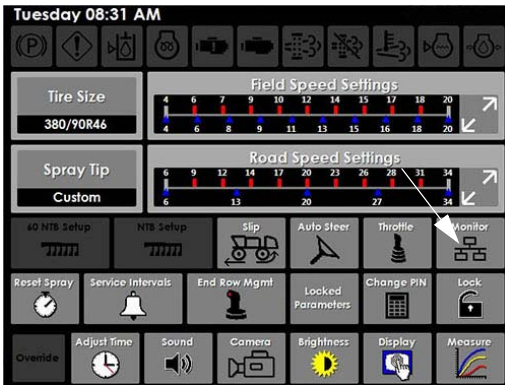 Tuesday 08:31 AM
(P)
Tire Size
380/90R46
Field Speed Settings
4 6 7 9 10 12 14 15 17 18 20
4 6 8 9 11 13 15 16 18 20
Spray Tip
Custom
Road Speed Settings
6 9 12 14 17 20 23 26 28 31 34
6 13 20 27 34
60 NTB Setup
NTB Setup
Slip
Auto Steer
Throttle
Monitor
Reset Spray
Service Intervals
End Row Mgmt
Locked
Parameters
Change PIN
Lock
Override
Adjust Time
Sound
Camera
Brightness
Display
Measure